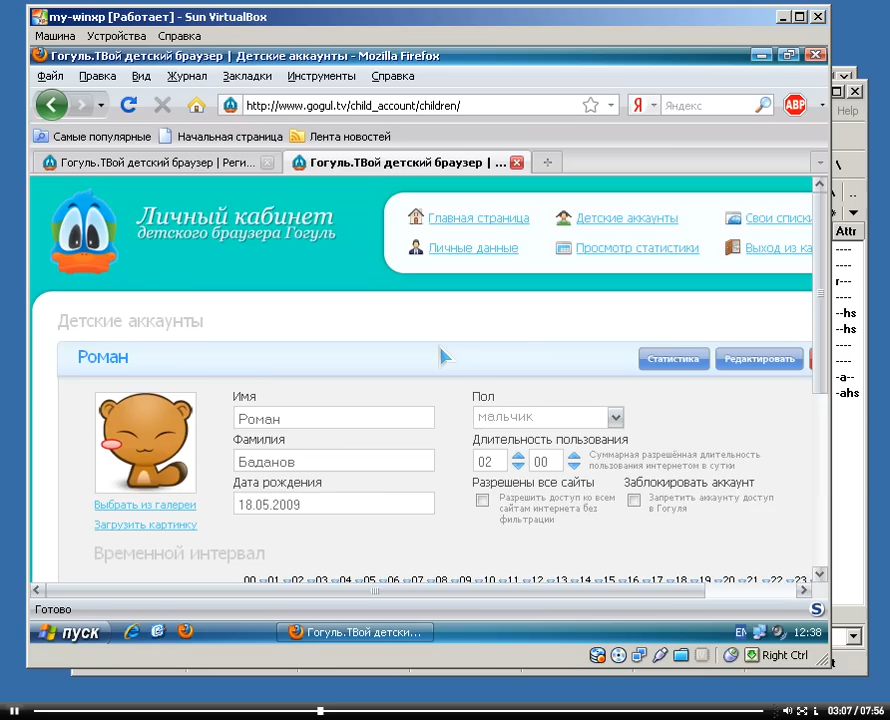 my-winxp [Работает] - Sun VirtualBox
Машина Устройства Справка
Гогуль.ТВой детский браузер | Детские аккаунты - Mozilla Firefox
Файл Правка Вид Журнал Закладки Инструменты Справка
http://www.gogul.tv/child_account/children/ Я Яндекс ABP
Help
Самые популярные Начальная страница Лента новостей
Гогуль.ТВой детский браузер | Реги... Гогуль.ТВой детский браузер | ...
Личный кабинет
детского браузера Гогуль
Главная страница Детские аккаунты Свои списки
Личные данные Просмотр статистики Выход из ка
Attr
----
----
r---
----
--hs
--hs
----
----
-a--
-ahs
Детские аккаунты
Роман Статистика Редактировать
Имя Пол
Роман мальчик
Фамилия Длительность пользования
Баданов 02 00 Суммарная разрешённая длительность
пользования интернетом в сутки
Дата рождения Разрешены все сайты Заблокировать аккаунт
18.05.2009 Разрешить доступ ко всем
сайтам интернета без
фильтрации
Запретить аккаунту доступ
в Гогуля
Выбрать из галереи
Загрузить картинку
Временной интервал
00 01 02 03 04 05 06 07 08 09 10 11 12 13 14 15 16 17 18 19 20 21 22 23
Готово
пуск Гогуль.ТВой детски... EN 12:38
Right Ctrl
03:07 / 07:56